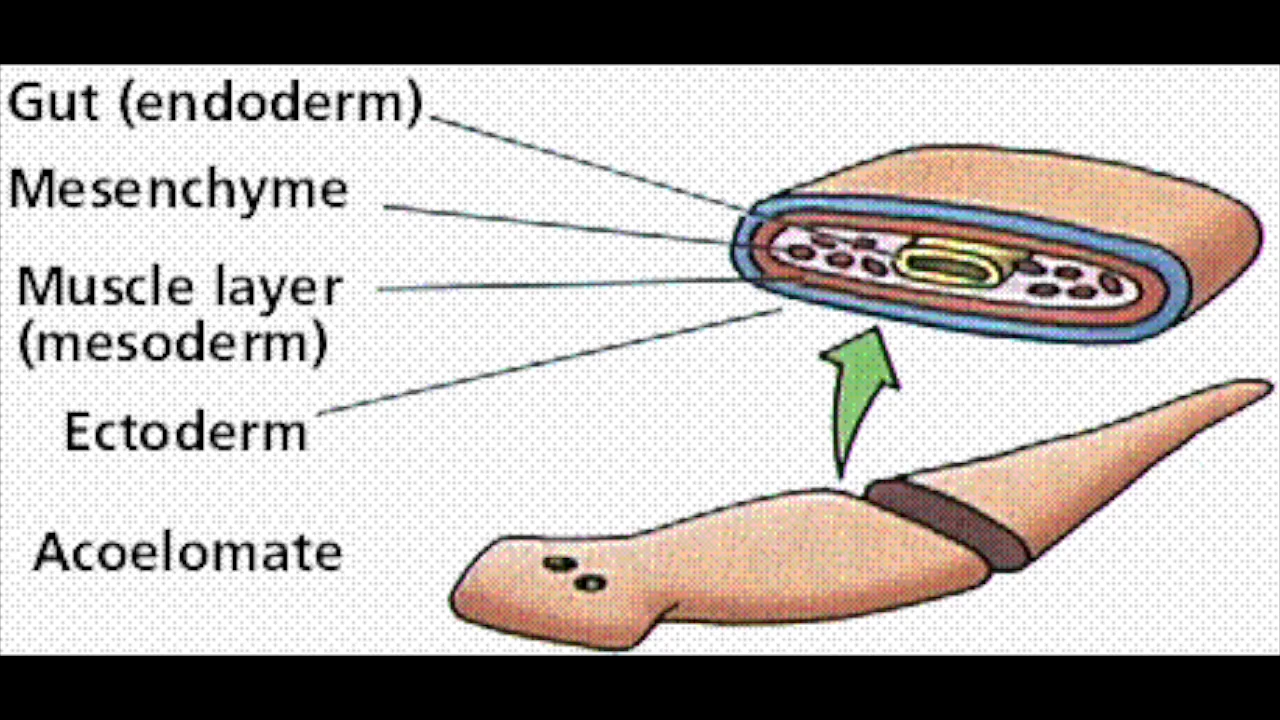 Gut (endoderm)
Mesenchyme
Muscle layer
(mesoderm)
Ectoderm
Acoelomate